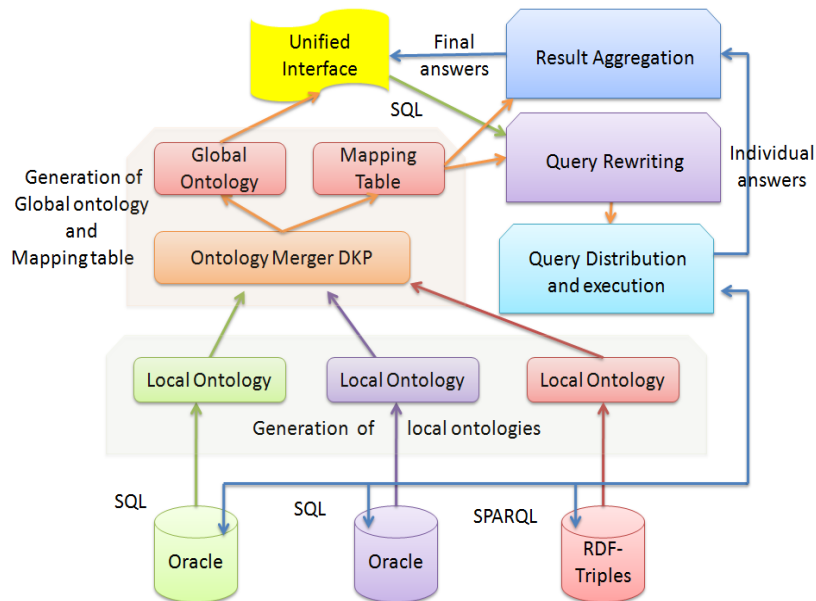 Unified
Interface
Final
answers
Result Aggregation
SQL
Global
Ontology
Mapping
Table
Query Rewriting
Individual
answers
Generation of
Global ontology
and
Mapping table
Ontology Merger DKP
Query Distribution
and execution
Local Ontology
Local Ontology
Local Ontology
Generation of local ontologies
SQL
SQL
SPARQL
Oracle
Oracle
RDF-
Triples